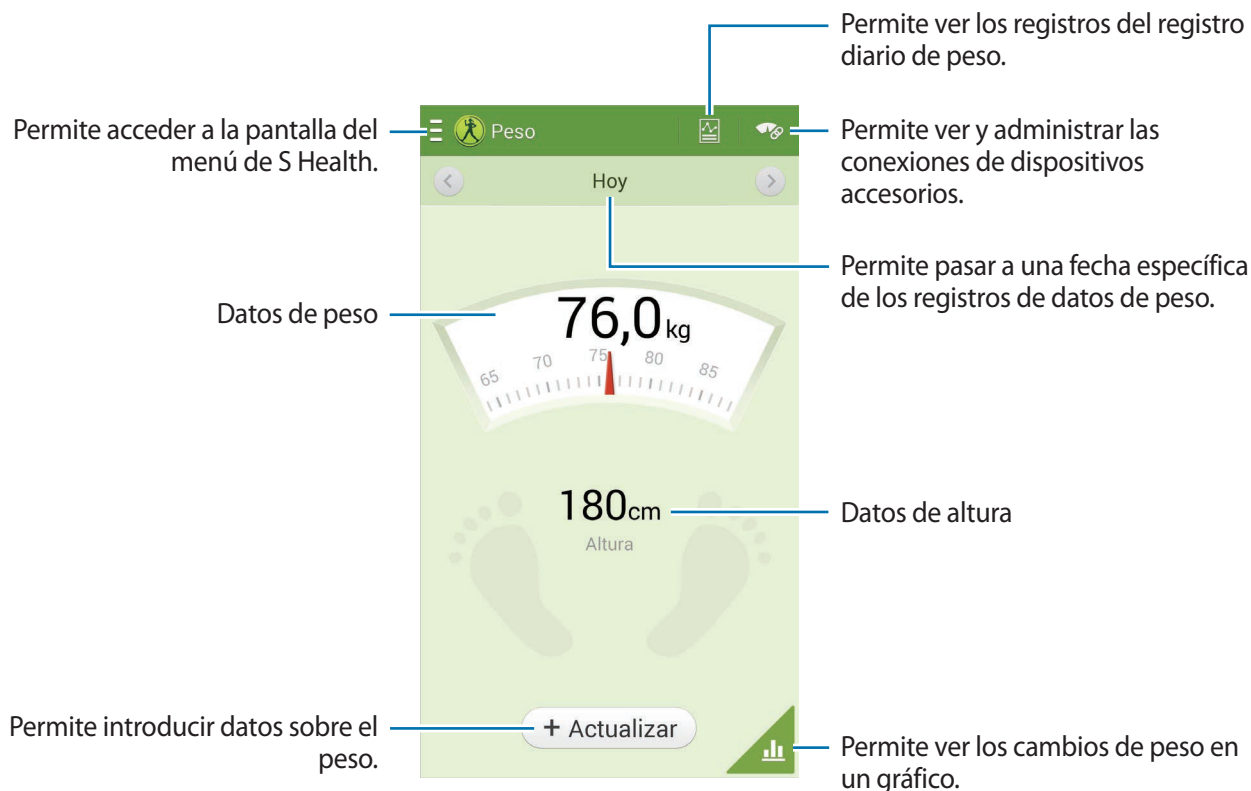 Permite ver los registros del registro
diario de peso.
Permite acceder a la pantalla del
menú de S Health.
Peso
Permite ver y administrar las
conexiones de dispositivos
accesorios.
Hoy
Permite pasar a una fecha específica
de los registros de datos de peso.
Datos de peso
76,0kg
65 70 75 80 85
180cm
Altura
Datos de altura
Permite introducir datos sobre el
peso.
+ Actualizar
Permite ver los cambios de peso en
un gráfico.